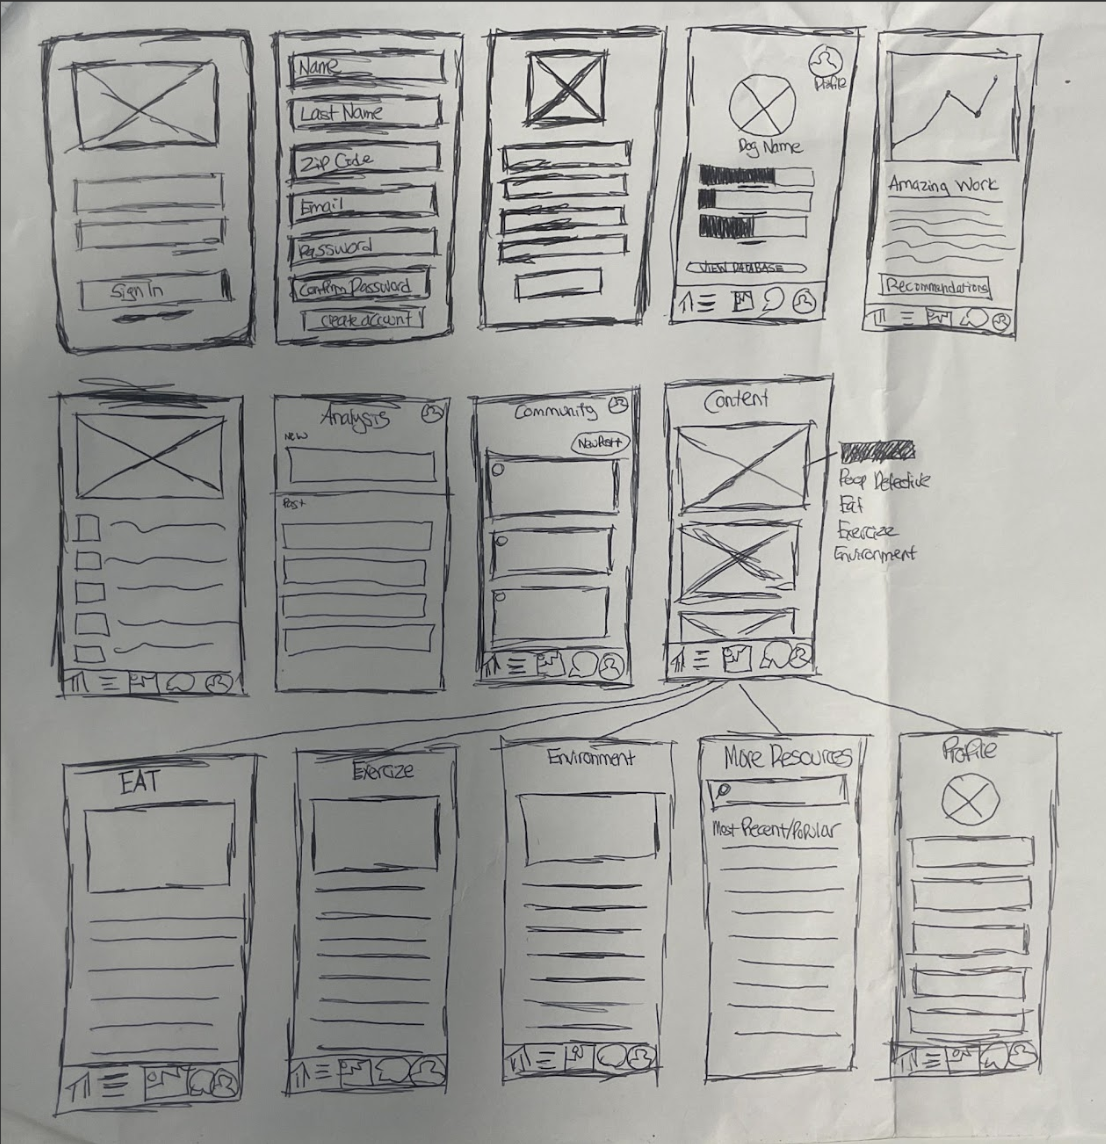 Sign In
Name
Last Name
Zip Code
Email
Password
Confirm Password
create account
Profile
Dog Name
VIEW DATABASE
Amazing Work
Recommendations
Analysis
New
Past
Community
New Post
Content
Poop Detective
Eat
Exercize
Environment
EAT
Exercize
Environment
More Resources
Most Recent/Popular
Profile